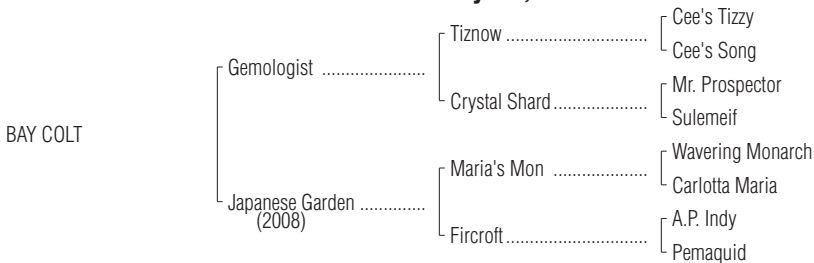 Cee's Tizzy
Tiznow ..............................
Cee's Song
Gemologist ......................
Mr. Prospector
Crystal Shard....................
Sulemeif
BAY COLT
Wavering Monarch
Maria's Mon ....................
Carlotta Maria
Japanese Garden ..............
(2008)
A.P. Indy
Fircroft..............................
Pemaquid